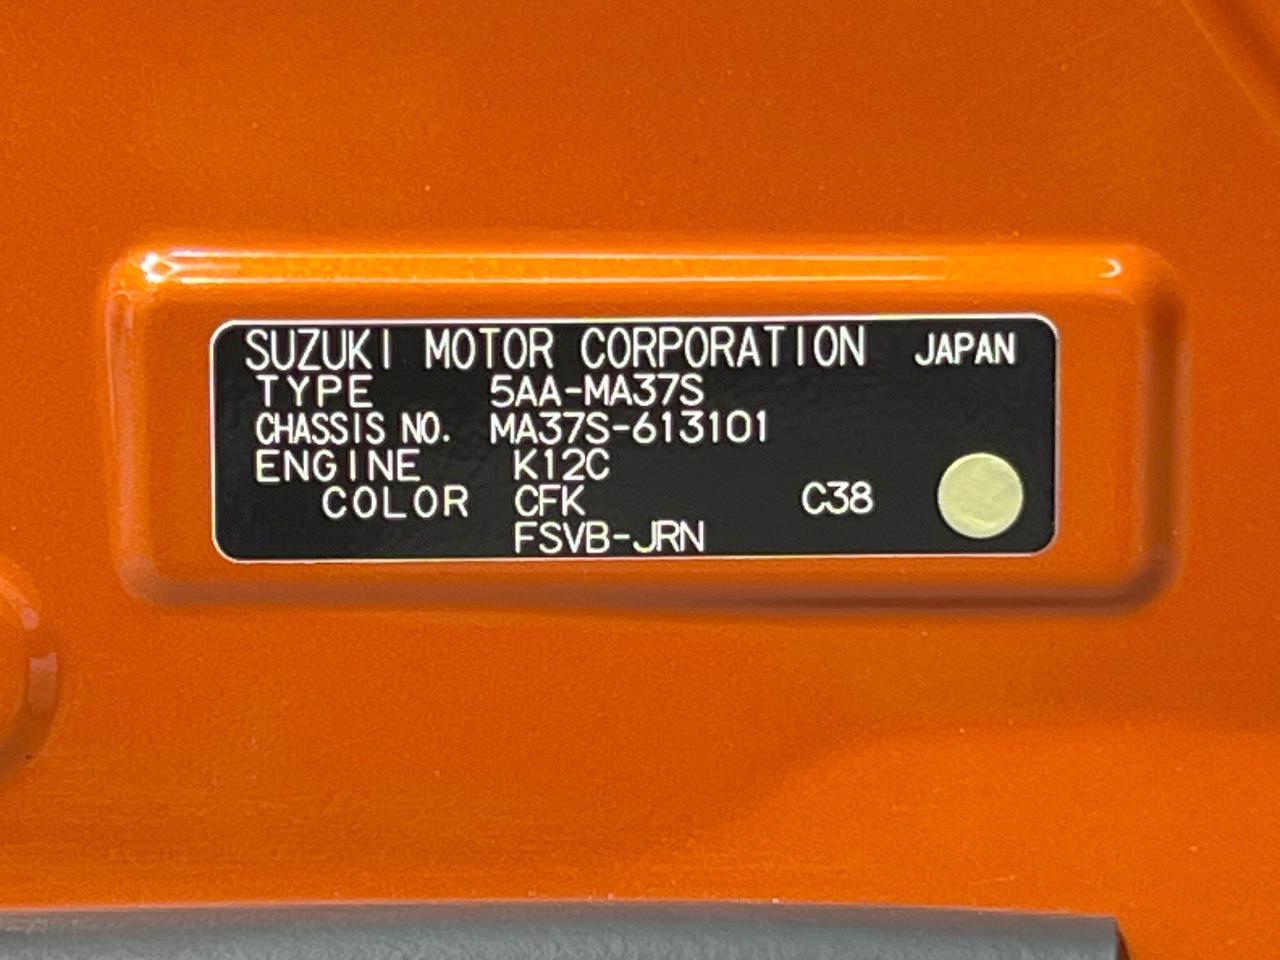 SUZUKI MOTOR CORPORATION JAPAN
TYPE 5AA-MA37S
CHASSIS NO. MA37S-613101
ENGINE K12C
COLOR CFK C38
FSVB-JRN